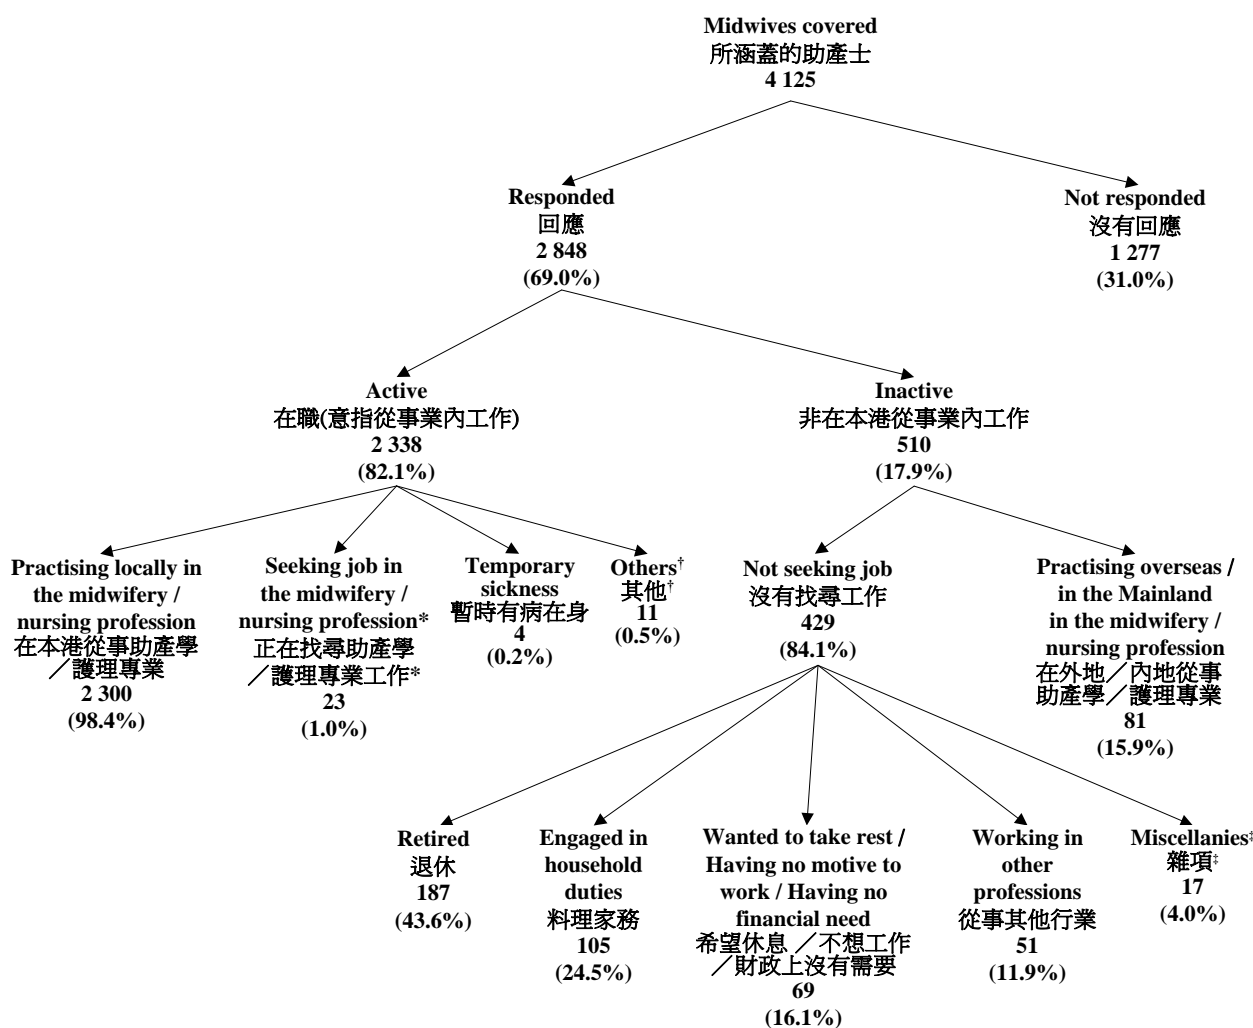 Midwives covered
所涵蓋的助產士
4 125
Responded
回應
2 848
(69.0%)
Not responded
沒有回應
1 277
(31.0%)
Active
在職(意指從事業內工作)
2 338
(82.1%)
Inactive
非在本港從事業內工作
510
(17.9%)
Practising locally in
the midwifery /
nursing profession
在本港從事助產學
／護理專業
2 300
(98.4%)
Seeking job in
the midwifery /
nursing profession*
正在找尋助產學
／護理專業工作*
23
(1.0%)
Temporary
sickness
暫時有病在身
4
(0.2%)
Others†
其他†
11
(0.5%)
Not seeking job
沒有找尋工作
429
(84.1%)
Practising overseas /
in the Mainland
in the midwifery /
nursing profession
在外地／內地從事
助產學／護理專業
81
(15.9%)
Retired
退休
187
(43.6%)
Engaged in
household
duties
料理家務
105
(24.5%)
Wanted to take rest /
Having no motive to
work / Having no
financial need
希望休息 ／不想工作
／財政上沒有需要
69
(16.1%)
Working in
other
professions
從事其他行業
51
(11.9%)
Miscellanies‡
雜項‡
17
(4.0%)